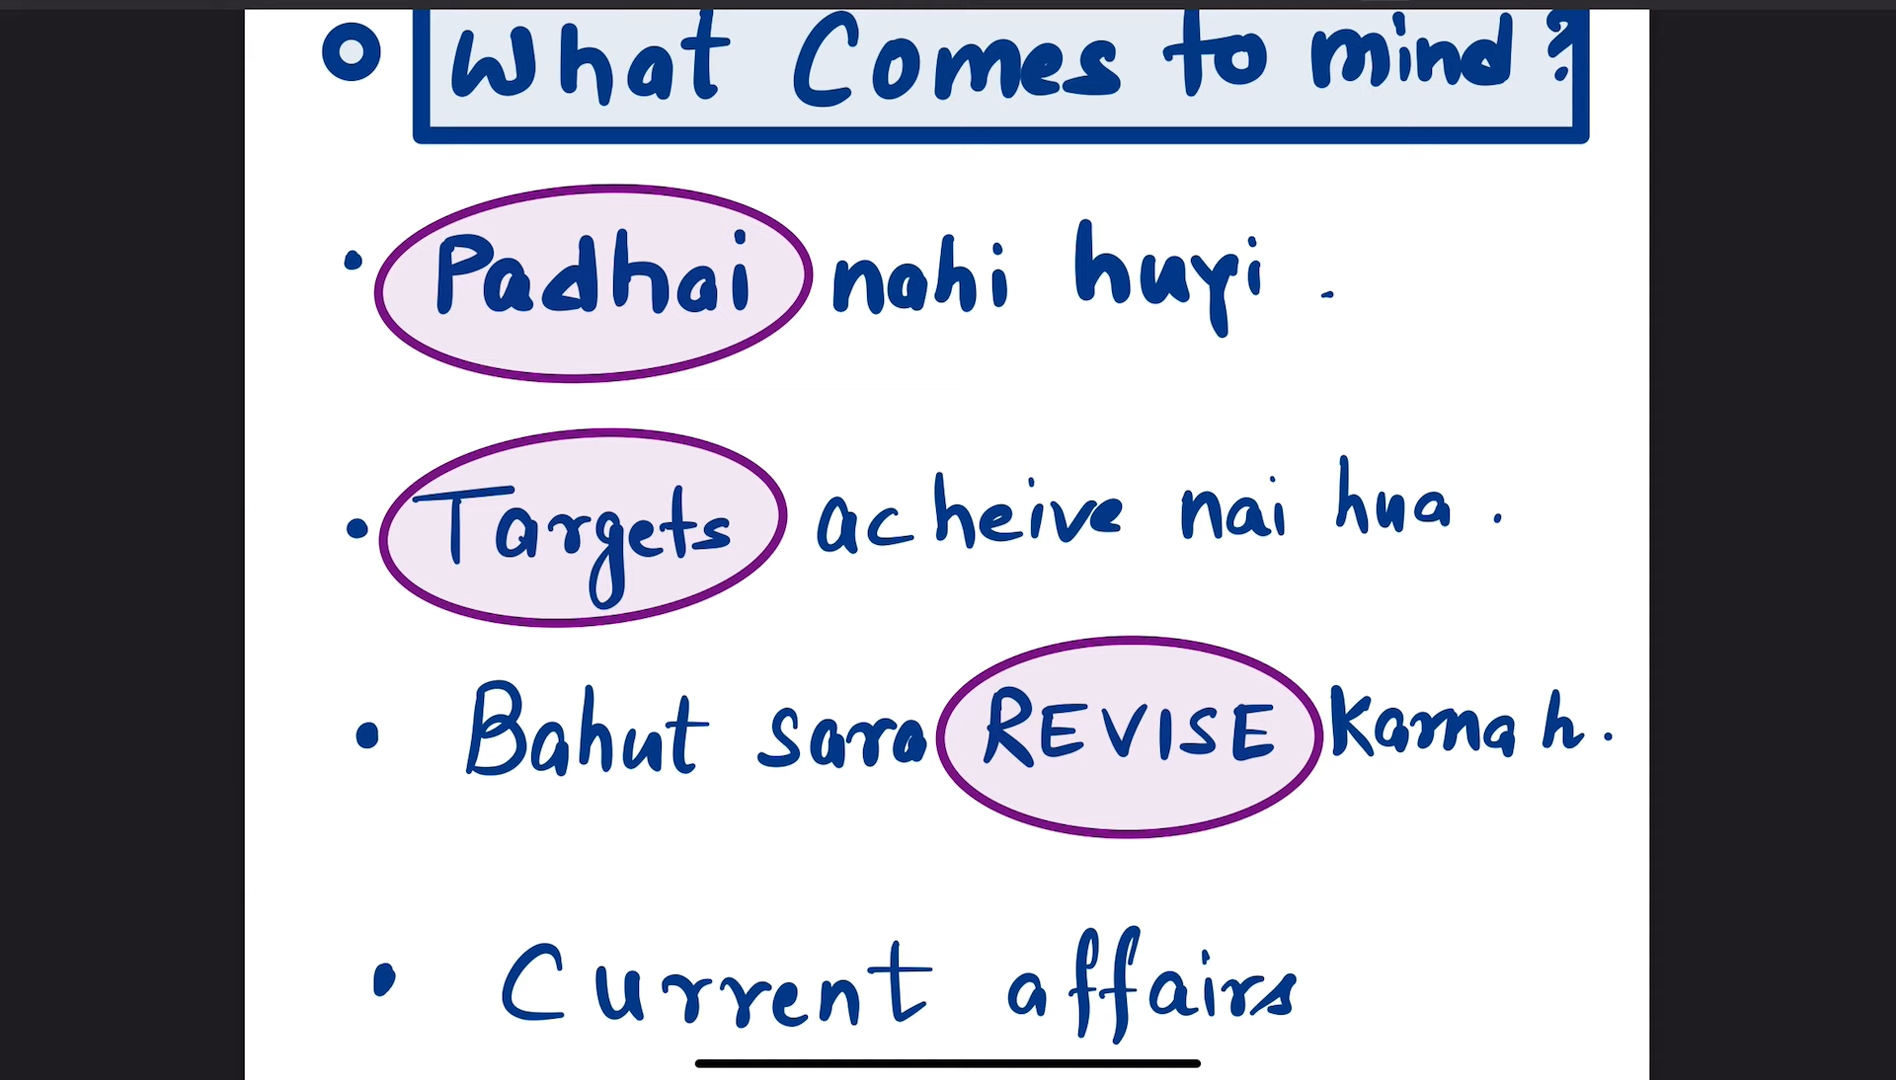 What Comes to mind?
Padhai nahi huyi.
Targets acheive nai hua.
Bahut sara REVISE Karna h.
Current affairs